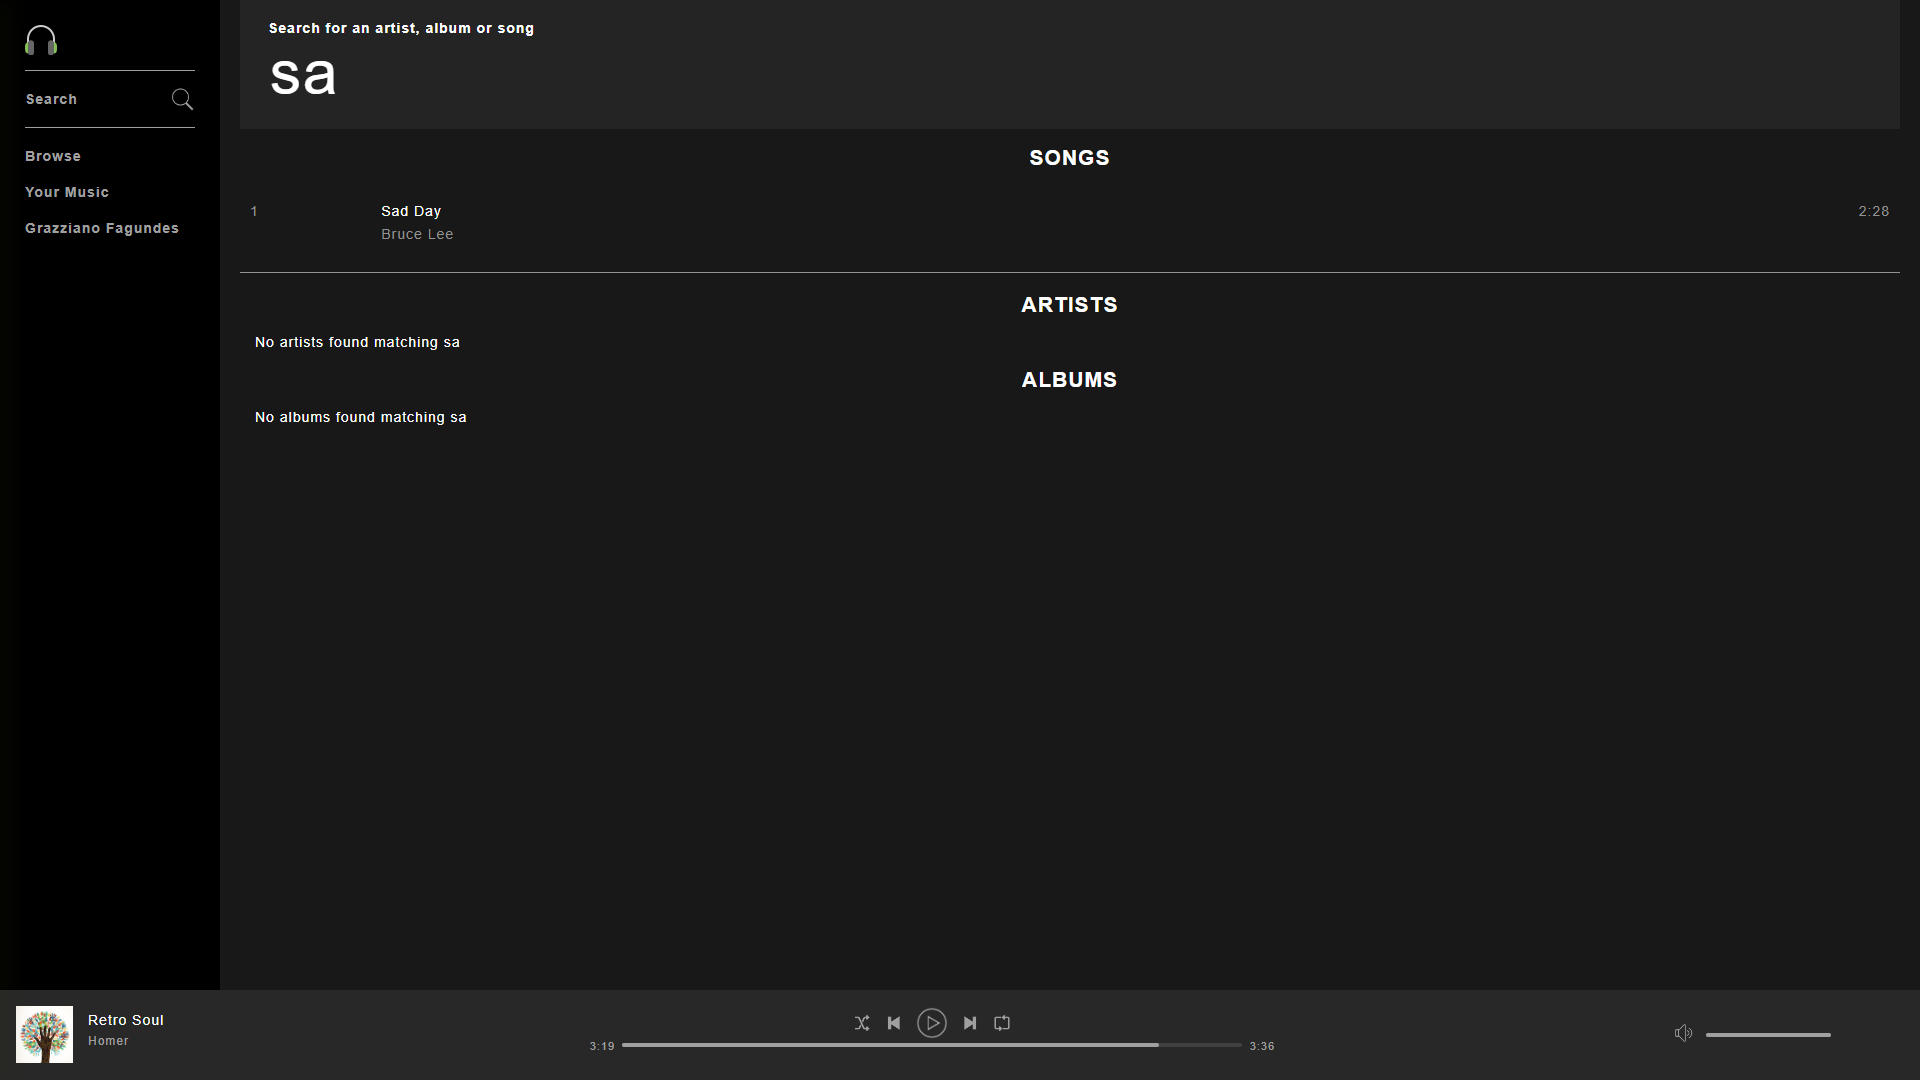 Search
Browse
Your Music
Grazziano Fagundes
Search for an artist, album or song
sa
SONGS
1 Sad Day 2:28
Bruce Lee
ARTISTS
No artists found matching sa
ALBUMS
No albums found matching sa
Retro Soul
Homer
3:19 3:36